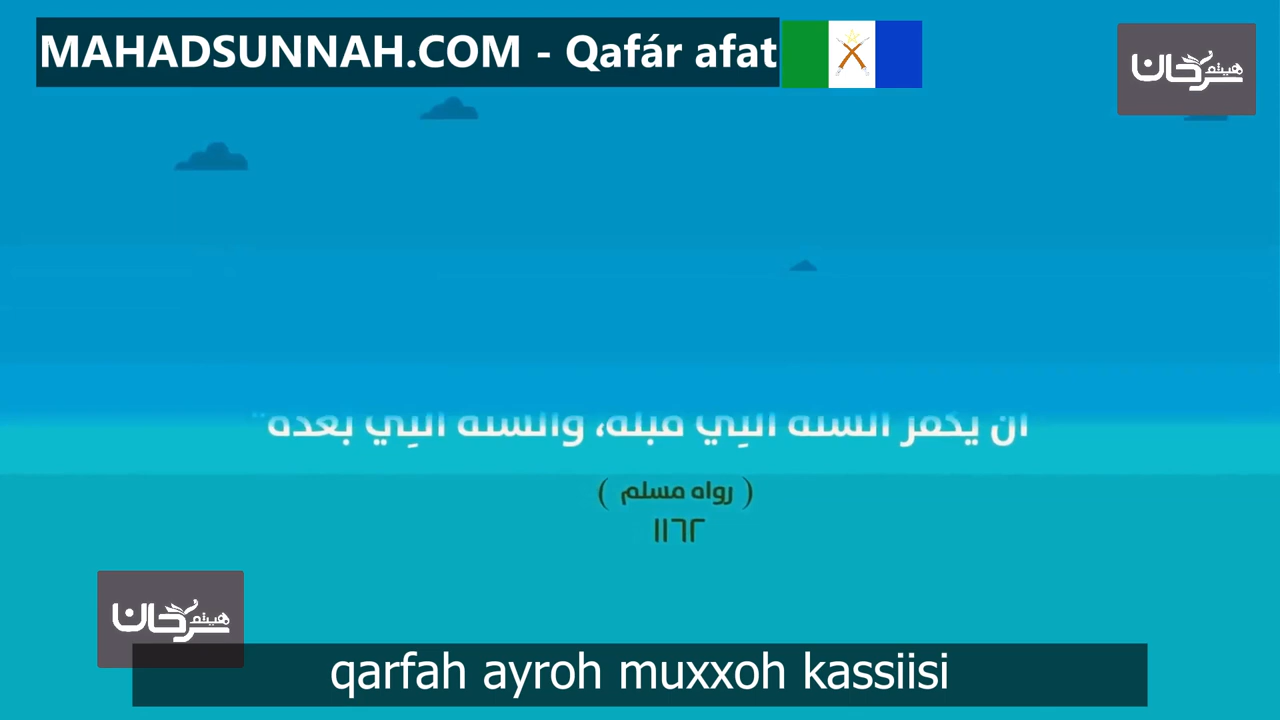 MAHADSUNNAH.COM - Qafár afat
هيثم سرحان
أن يكفر السنة التي قبله، والسنة التي بعده"
( رواه مسلم )
١١٦٢
هيثم سرحان
qarfah ayroh muxxoh kassiisi